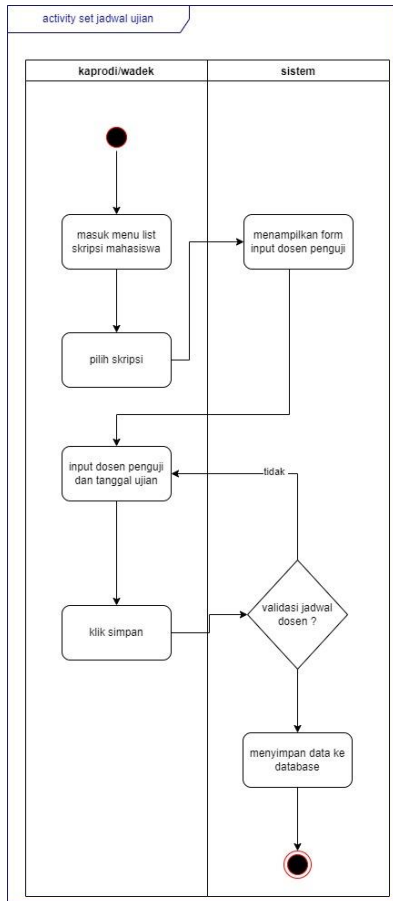 activity set jadwal ujian
kaprodi/wadek
sistem
masuk menu list
skripsi mahasiswa
menampilkan form
input dosen penguji
pilih skripsi
input dosen penguji
dan tanggal ujian
tidak
klik simpan
validasi jadwal
dosen ?
menyimpan data ke
database